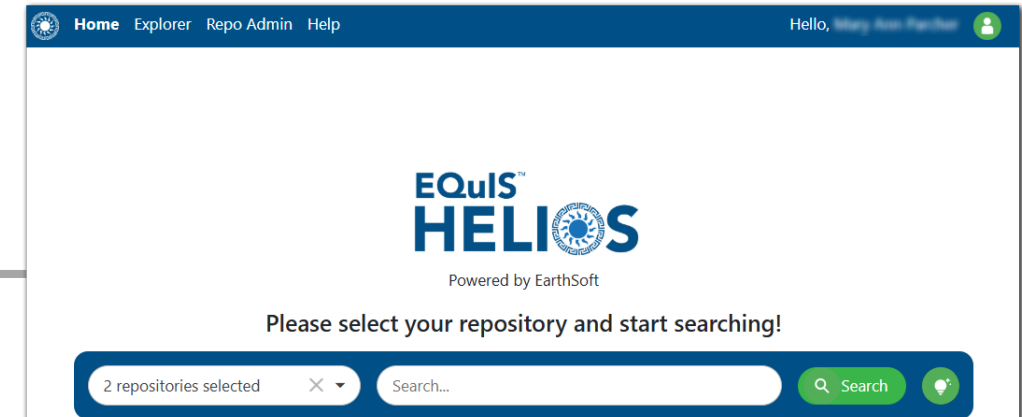 Home Explorer Repo Admin Help Hello,
EQuIS™
HELIOS
Powered by EarthSoft
Please select your repository and start searching!
2 repositories selected Search... Search